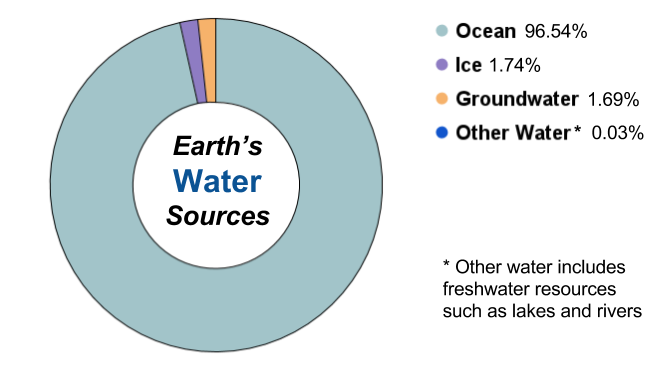 Earth's
Water
Sources
Ocean 96.54%
Ice 1.74%
Groundwater 1.69%
Other Water* 0.03%
* Other water includes
freshwater resources
such as lakes and rivers